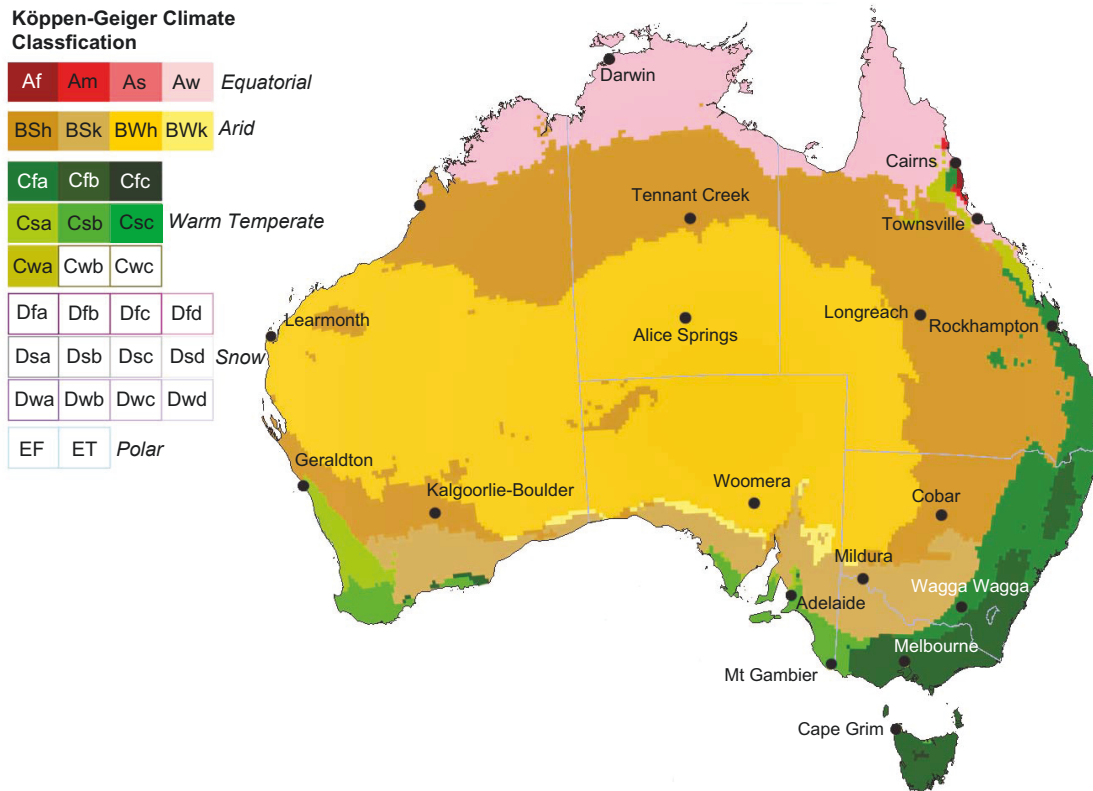 Köppen-Geiger Climate
Classfication
Af Am As Aw Equatorial
BSh BSk BWh BWk Arid
Cfa Cfb Cfc
Csa Csb Csc Warm Temperate
Cwa Cwb Cwc
Dfa Dfb Dfc Dfd
Dsa Dsb Dsc Dsd Snow
Dwa Dwb Dwc Dwd
EF ET Polar
Darwin
Cairns
Tennant Creek
Townsville
Learmonth
Longreach
Rockhampton
Alice Springs
Geraldton
Kalgoorlie-Boulder
Woomera
Cobar
Mildura
Wagga Wagga
Adelaide
Melbourne
Mt Gambier
Cape Grim